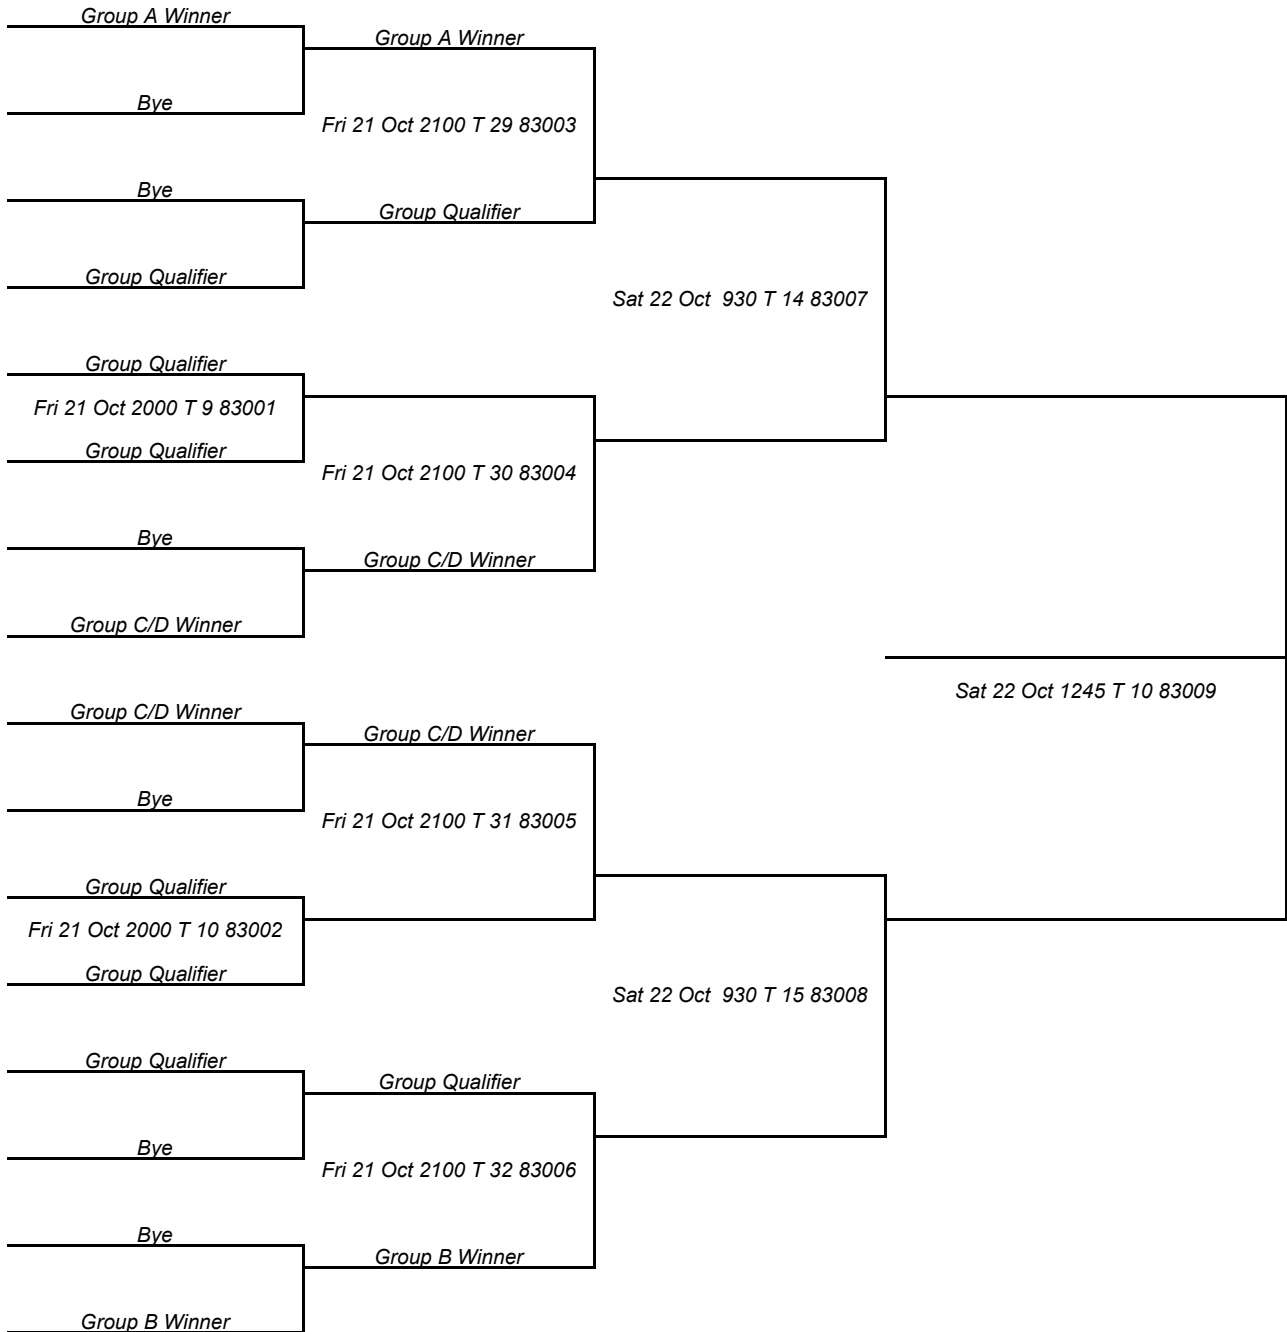 Group A Winner
Group A Winner
Bye
Fri 21 Oct 2100 T 29 83003
Bye
Group Qualifier
Group Qualifier
Sat 22 Oct  930 T 14 83007
Group Qualifier
Fri 21 Oct 2000 T 9 83001
Group Qualifier
Fri 21 Oct 2100 T 30 83004
Bye
Group C/D Winner
Group C/D Winner
Sat 22 Oct 1245 T 10 83009
Group C/D Winner
Group C/D Winner
Bye
Fri 21 Oct 2100 T 31 83005
Group Qualifier
Fri 21 Oct 2000 T 10 83002
Group Qualifier
Sat 22 Oct  930 T 15 83008
Group Qualifier
Group Qualifier
Bye
Fri 21 Oct 2100 T 32 83006
Bye
Group B Winner
Group B Winner